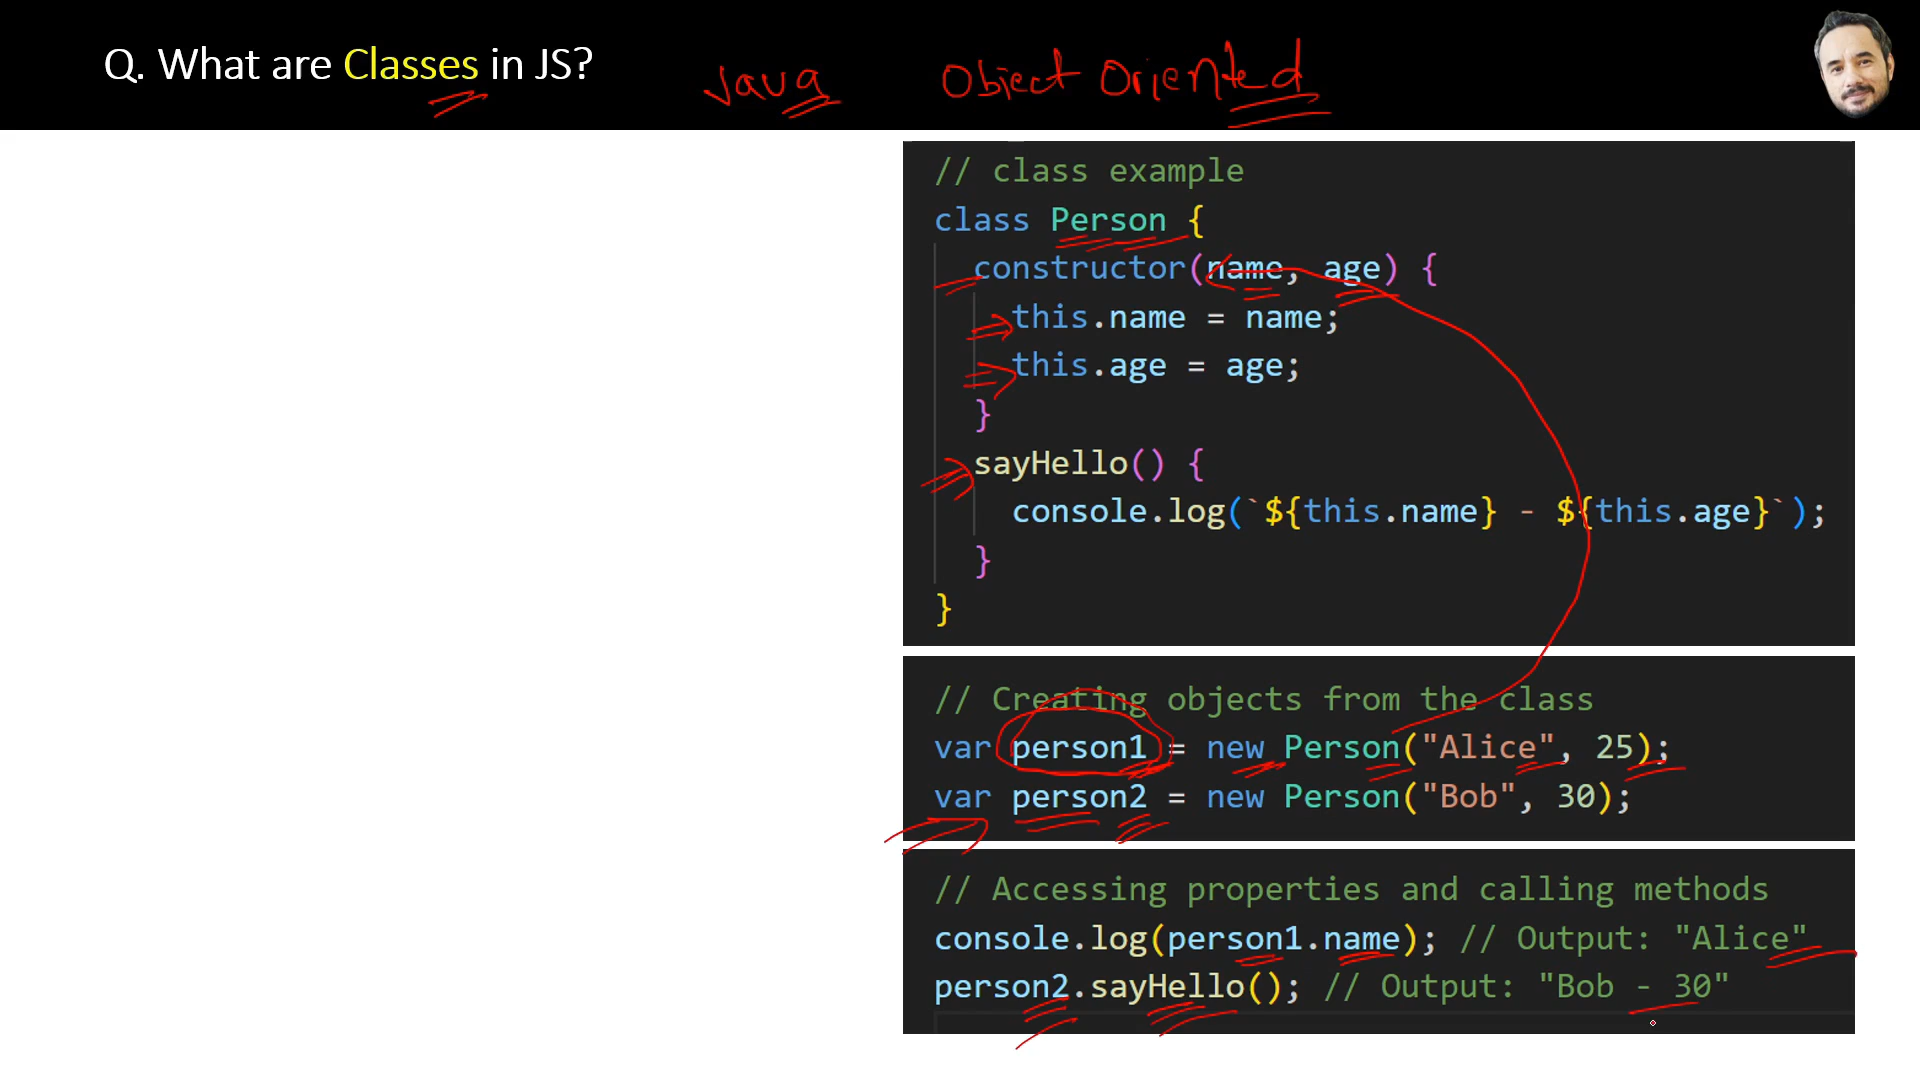 Q. What are Classes in JS?
Java Object Oriented
// class example
class Person {
constructor(name, age) {
this.name = name;
this.age = age;
}
sayHello() {
console.log(`${this.name} - ${this.age}`);
}
}
// Creating objects from the class
var person1 = new Person("Alice", 25);
var person2 = new Person("Bob", 30);
// Accessing properties and calling methods
console.log(person1.name); // Output: "Alice"
person2.sayHello(); // Output: "Bob - 30"